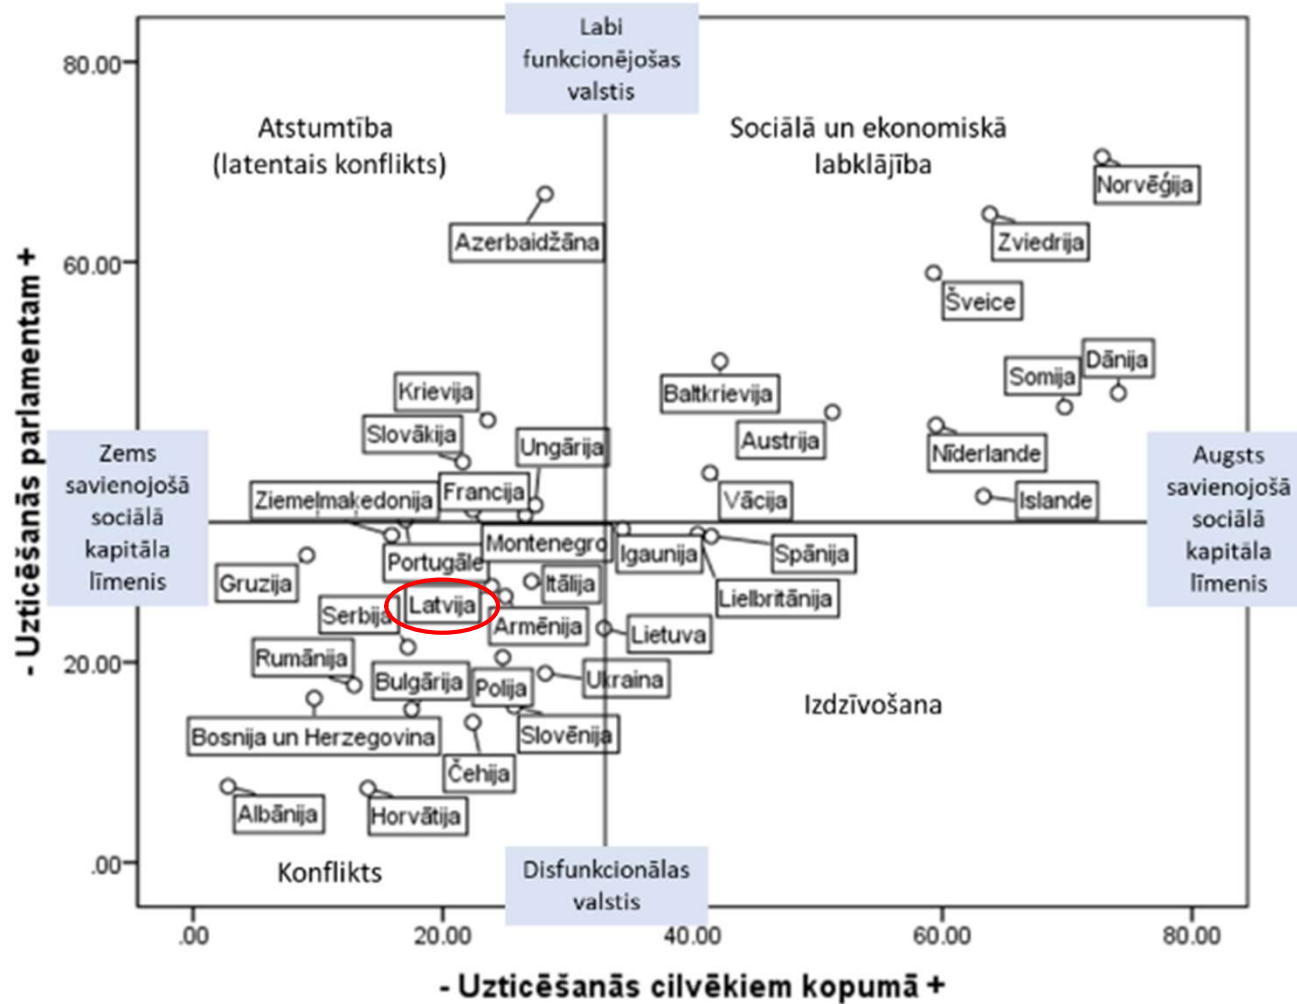 Labi
funkcionējošas
valstis
80.00
Atstumtība
(latentais konflikts)
Sociālā un ekonomiskā
labklājība
Norvēģija
Zviedrija
Azerbaidžāna
60.00
Šveice
- Uzticēšanās parlamentam +
Dānija
Somija
Krievija
Baltkrievija
Slovākija
Ungārija
Austrija
Nīderlande
Zems
savienojošā
sociālā
kapitāla
līmenis
Augsts
savienojošā
sociālā
kapitāla
līmenis
Ziemeļmaķedonija
Francija
Vācija
Islande
Montenegro
Igaunija
Spānija
Portugāle
Gruzija
Itālija
Lielbritānija
Latvija
Serbija
Armēnija
Lietuva
20.00
Rumānija
Bulgārija
Polija
Ukraina
Izdzīvošana
Bosnija un Herzegovina
Slovēnija
Čehija
Albānija
Horvātija
.00
Konflikts
Disfunkcionālas
valstis
.00
20.00
40.00
60.00
80.00
- Uzticēšanās cilvēkiem kopumā +